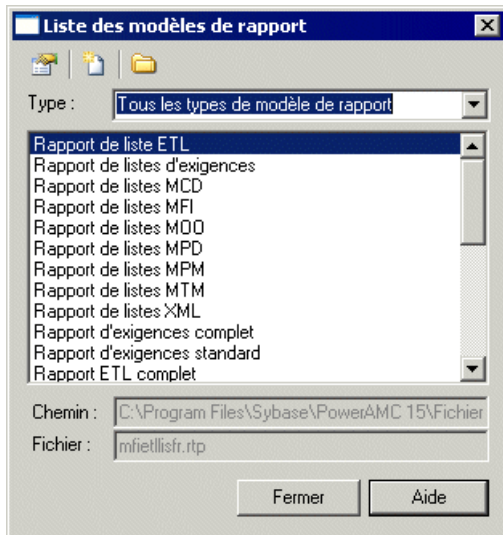 Liste des modèles de rapport
Type :
Tous les types de modèle de rapport
Rapport de liste ETL
Rapport de listes d'exigences
Rapport de listes MCD
Rapport de listes MFI
Rapport de listes MOO
Rapport de listes MPD
Rapport de listes MPM
Rapport de listes MTM
Rapport de listes XML
Rapport d'exigences complet
Rapport d'exigences standard
Rapport ETL complet
Chemin : C:\Program Files\Sybase\PowerAMC 15\Fichier
Fichier : mfietllisfr.rtp
Fermer Aide